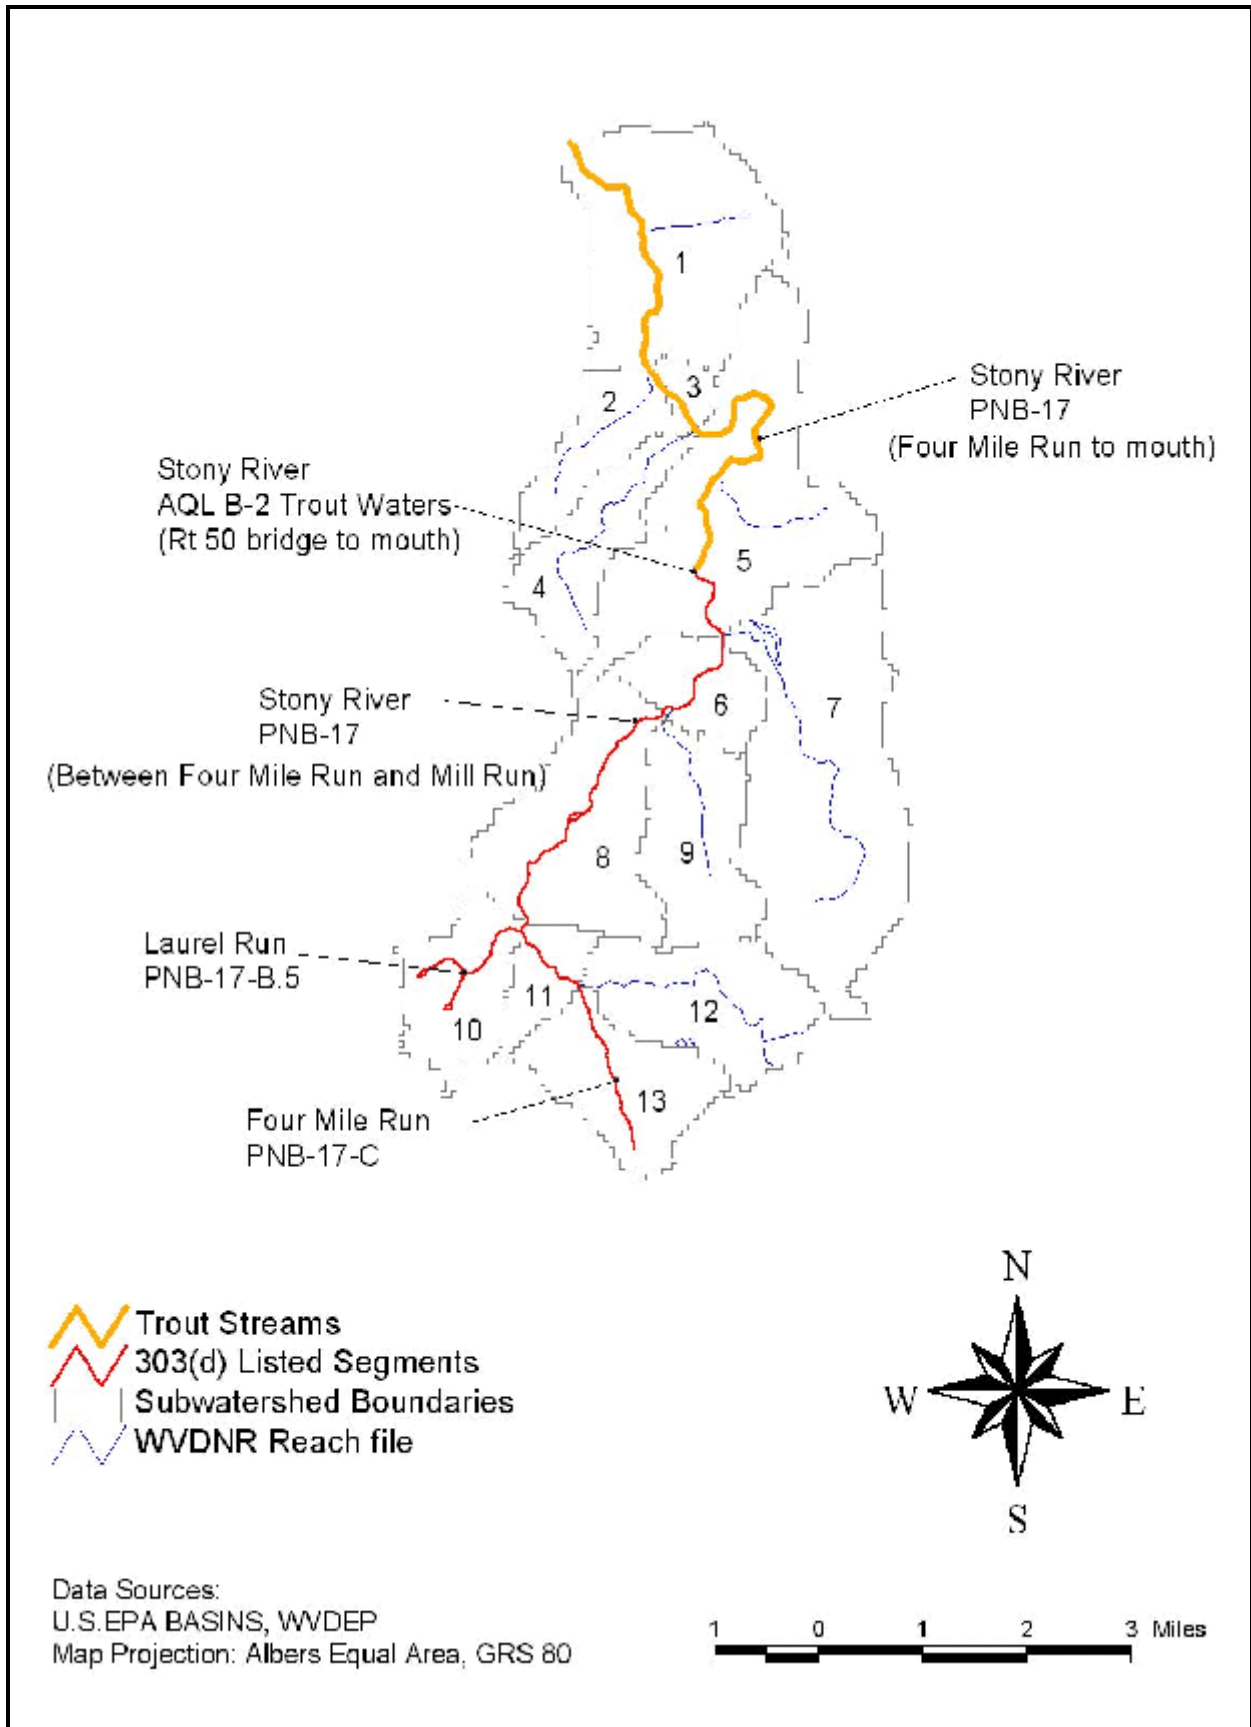 1
3
2
Stony River
PNB-17
(Four Mile Run to mouth)
Stony River
AQL B-2 Trout Waters
(Rt 50 bridge to mouth)
5
4
Stony River
PNB-17
(Between Four Mile Run and Mill Run)
6
7
8
9
Laurel Run
PNB-17-B.5
11
12
10
13
Four Mile Run
PNB-17-C
N
W
E
S
Trout Streams
303(d) Listed Segments
Subwatershed Boundaries
WVDNR Reach file
Data Sources:
U.S.EPA BASINS, WVDEP
Map Projection: Albers Equal Area, GRS 80
1 0 1 2 3 Miles